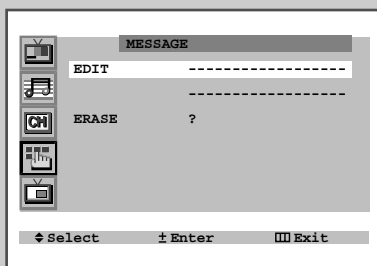 MESSAGE
EDIT ------------------
------------------
CH
ERASE ?
Select ± Enter Exit